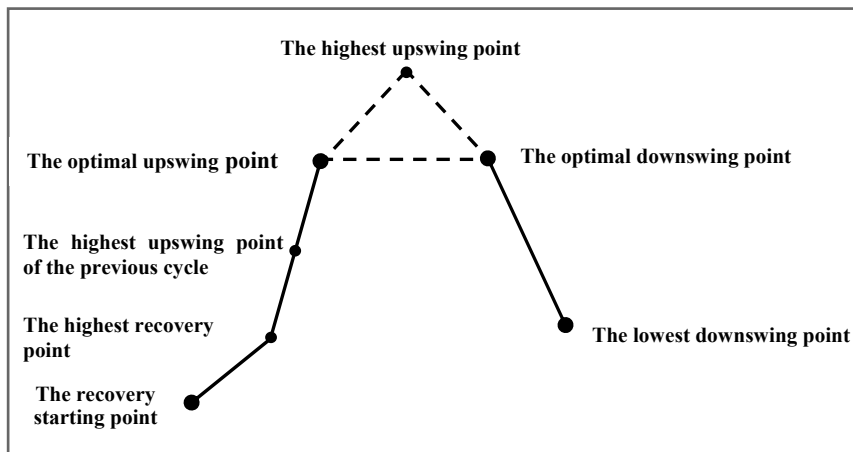 The highest upswing point
The optimal upswing point
The optimal downswing point
The highest upswing point
of the previous cycle
The highest recovery
point
The lowest downswing point
The recovery
starting point